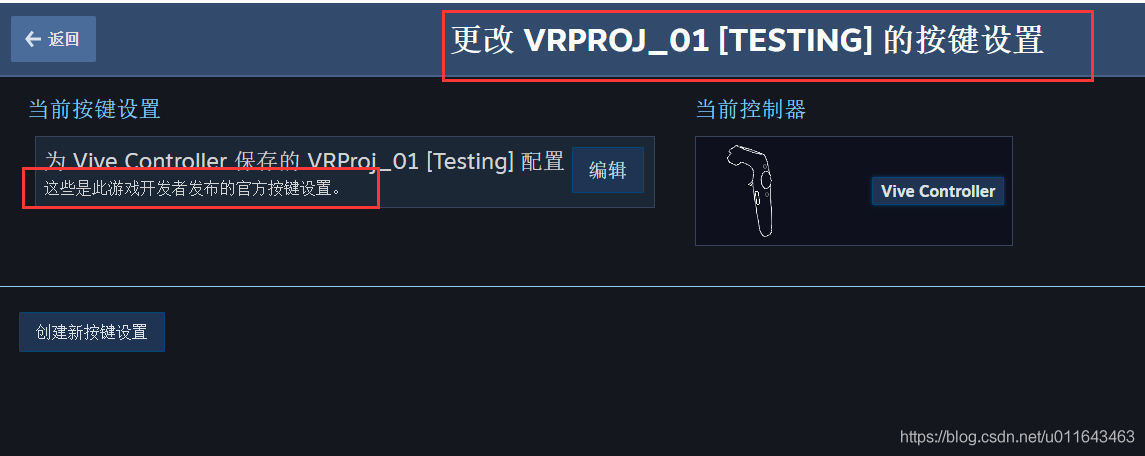 返回
更改 VRPROJ_01 [TESTING] 的按键设置
当前按键设置
为 Vive Controller 保存的 VRProj_01 [Testing] 配置
编辑
这些是此游戏开发者发布的官方按键设置。
当前控制器
Vive Controller
创建新按键设置
https://blog.csdn.net/u011643463